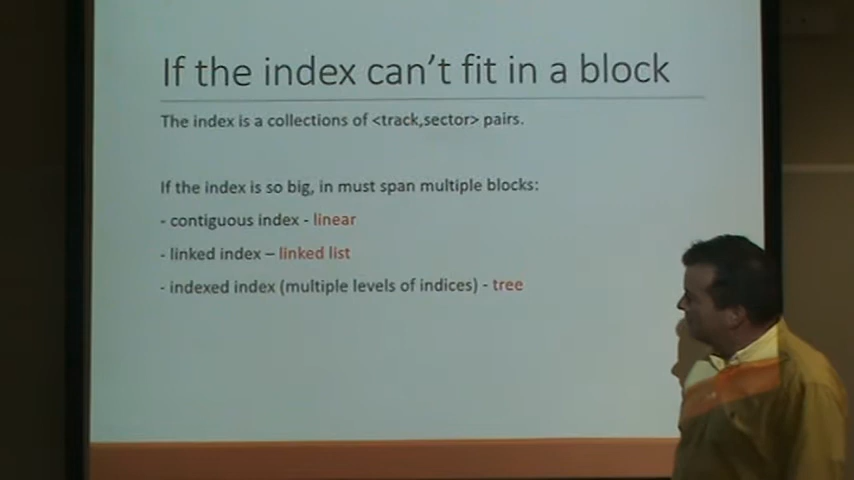 If the index can't fit in a block
The index is a collections of <track,sector> pairs.
If the index is so big, in must span multiple blocks:
- contiguous index - linear
- linked index – linked list
- indexed index (multiple levels of indices) - tree